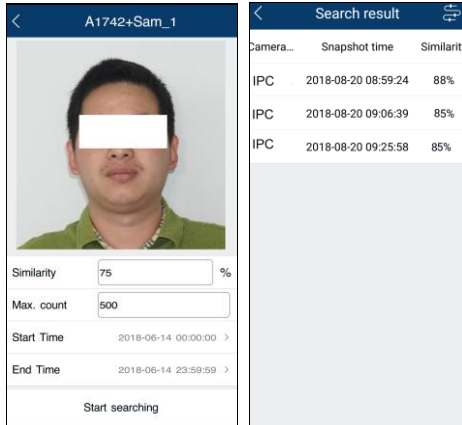 A1742+Sam_1
Similarity 75 %
Max. count 500
Start Time 2018-06-14 00:00:00 >
End Time 2018-06-14 23:59:59 >
Start searching
Search result
Camera... Snapshot time Similarit
IPC 2018-08-20 08:59:24 88%
IPC 2018-08-20 09:06:39 85%
IPC 2018-08-20 09:25:58 85%